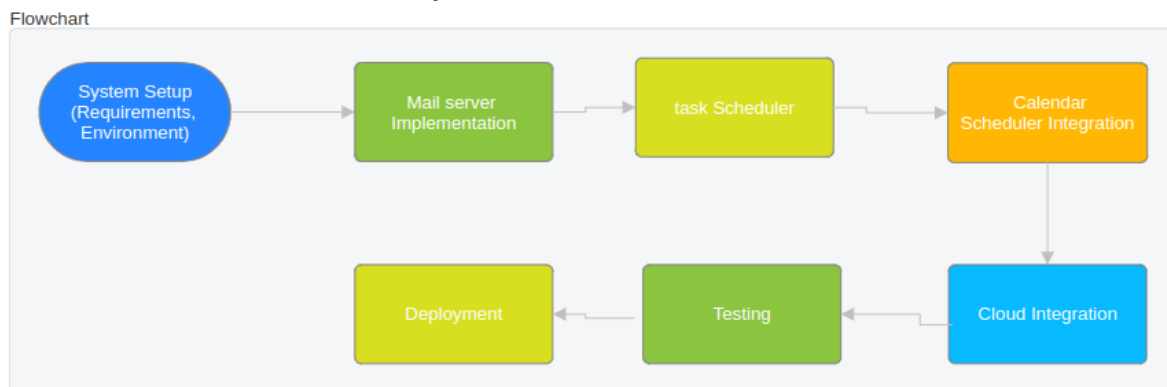 Flowchart
System Setup
(Requirements,
Environment)
Mail server
Implementation
task Scheduler
Calendar
Scheduler Integration
Cloud Integration
Testing
Deployment